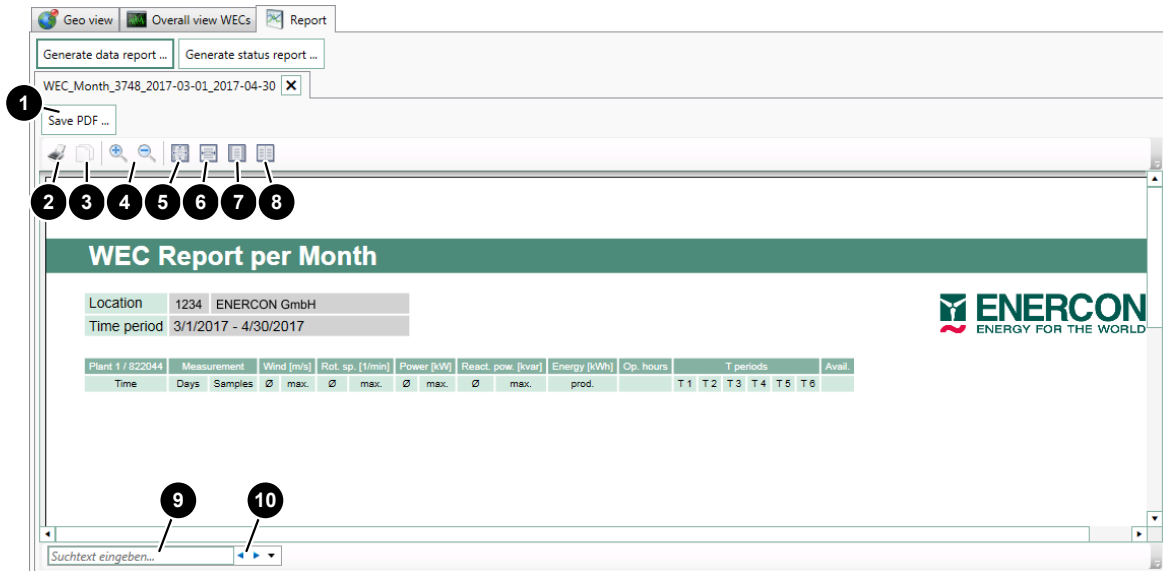 Geo view Overall view WECs Report
Generate data report ... Generate status report ...
WEC_Month_3748_2017-03-01_2017-04-30
1
Save PDF ...
2 3 4 5 6 7 8
WEC Report per Month
Location 1234 ENERCON GmbH
Time period 3/1/2017 - 4/30/2017
ENERCON
ENERGY FOR THE WORLD
Plant 1 / 822044 Measurement Wind [m/s] Rot. sp. [1/min] Power [kW] React. pow. [kvar] Energy [kWh] Op. hours T periods Avail.
Time Days Samples Ø max. Ø max. Ø max. Ø max. prod. T 1 T 2 T 3 T 4 T 5 T 6
9 10
Suchtext eingeben...